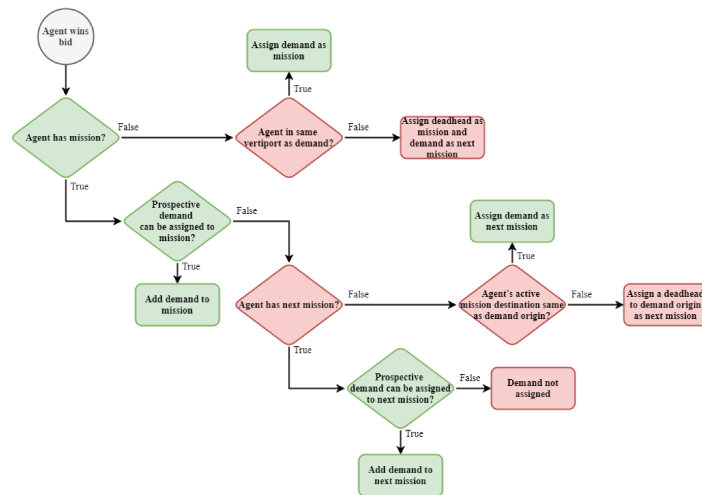 Agent wins
bid
Assign demand as
mission
True
Agent has mission?
False
Agent in same
vertiport as demand?
False
Assign deadhead as
mission and
demand as next
mission
True
Prospective
demand
can be assigned to
mission?
False
True
Add demand to
mission
Assign demand as
next mission
True
Agent has next mission?
False
Agent's active
mission destination same
as demand origin?
False
Assign a deadhead
to demand origin
as next mission
True
Prospective
demand can be assigned
to next mission?
False
Demand not
assigned
True
Add demand to
next mission